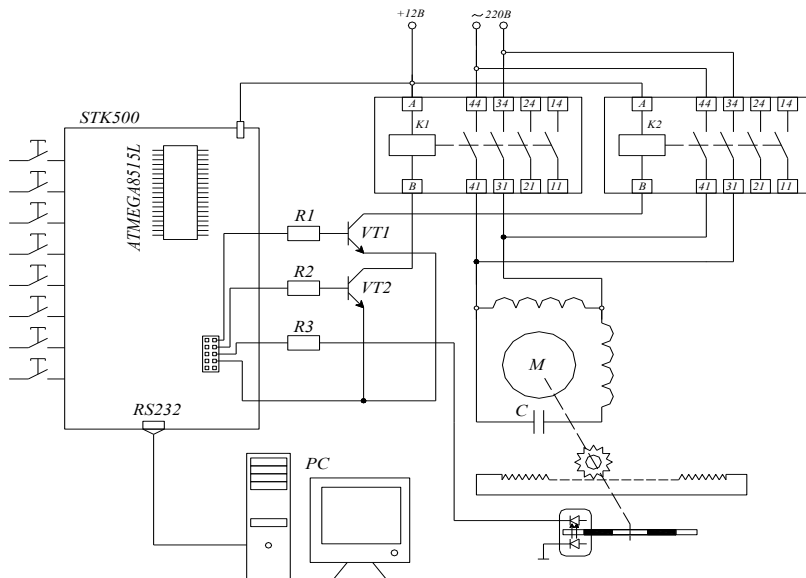 +12В
~220В
STK500
A
44
34
24
14
A
44
34
24
14
K1
K2
ATMEGA8515L
B
41
31
21
11
B
41
31
21
11
R1
VT1
R2
VT2
R3
M
C
RS232
PC